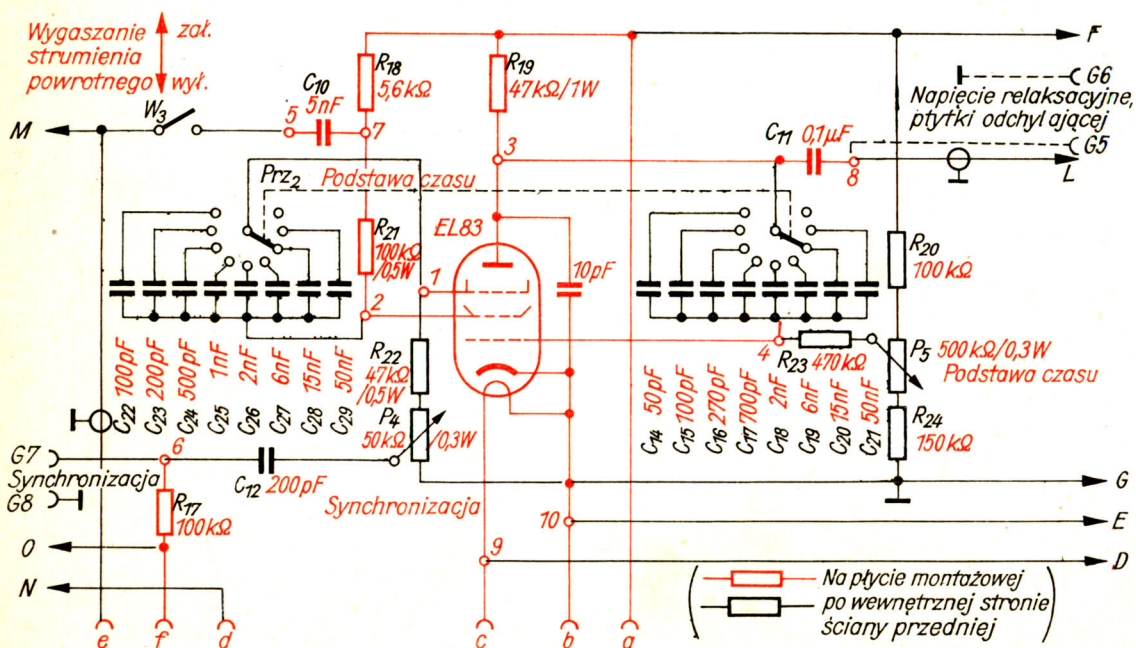 Wygaszanie zał.
strumienia
powrotnego wył.
W3
M
5
C10
5nF
7
R18
5,6kΩ
R19
47kΩ/1W
3
F
G6
Napięcie relaksacyjne,
płytki odchylającej
G5
L
C11
0,1μF
8
Prz2
Podstawa czasu
R21
100kΩ
/0,5W
EL83
10pF
1
2
R20
100kΩ
100pF
200pF
500pF
1nF
2nF
6nF
15nF
50nF
C22
C23
C24
C25
C26
C27
C28
C29
R22
47kΩ
/0,5W
P4
50kΩ
/0,3W
4
R23
470kΩ
P5
500kΩ/0,3W
Podstawa czasu
50pF
100pF
270pF
700pF
2nF
6nF
15nF
50nF
C14
C15
C16
C17
C18
C19
C20
C21
R24
150kΩ
G7
6
Synchronizacja
G8
C12
200pF
Synchronizacja
R17
100kΩ
G
10
E
O
9
D
N
Na płycie montażowej
po wewnętrznej stronie
ściany przedniej
e
f
d
c
b
a